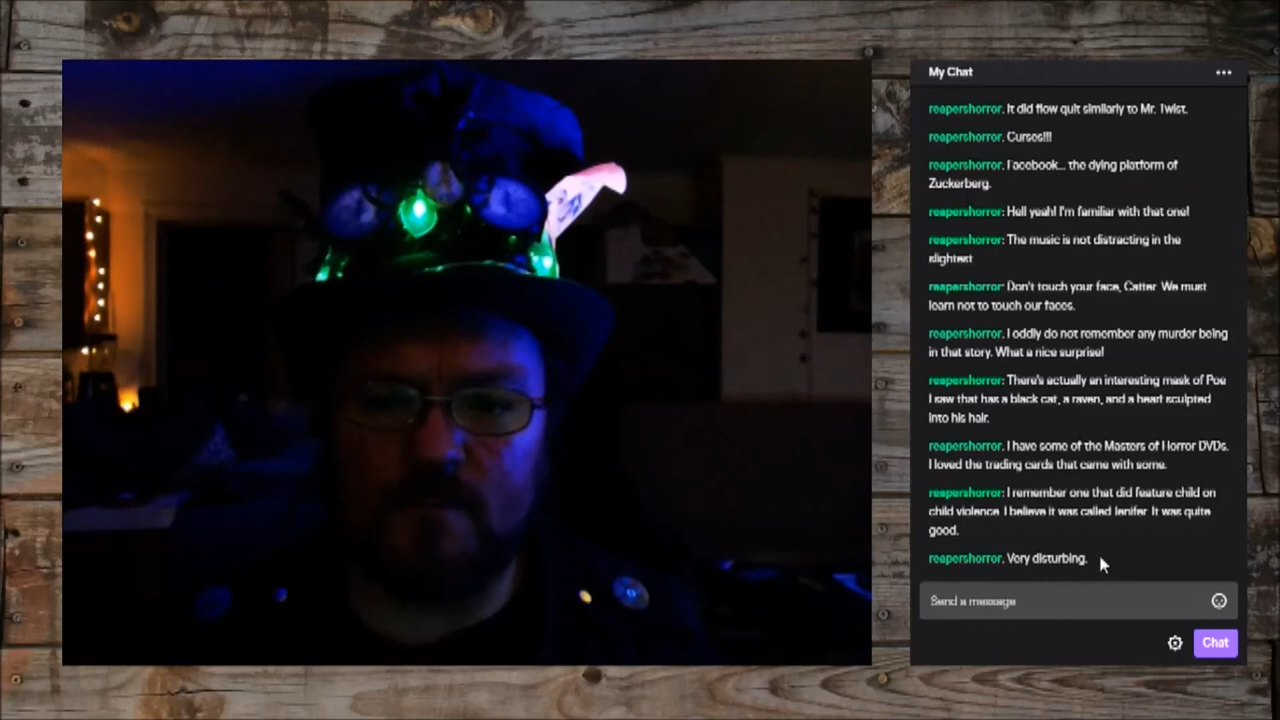 My Chat
reapershorror: It did flow quit similarly to Mr. Twist.
reapershorror: Curses!!!
reapershorror: Facebook... the dying platform of
Zuckerberg.
reapershorror: Hell yeah! I'm familiar with that one!
reapershorror: The music is not distracting in the
slightest
reapershorror: Don't touch your face, Catter. We must
learn not to touch our faces.
reapershorror: I oddly do not remember any murder being
in that story. What a nice surprise!
reapershorror: There's actually an interesting mask of Poe
I saw that has a black cat, a raven, and a heart sculpted
into his hair.
reapershorror: I have some of the Masters of Horror DVDs.
I loved the trading cards that came with some.
reapershorror: I remember one that did feature child on
child violence. I believe it was called Jenifer. It was quite
good.
reapershorror: Very disturbing.
Send a message
Chat